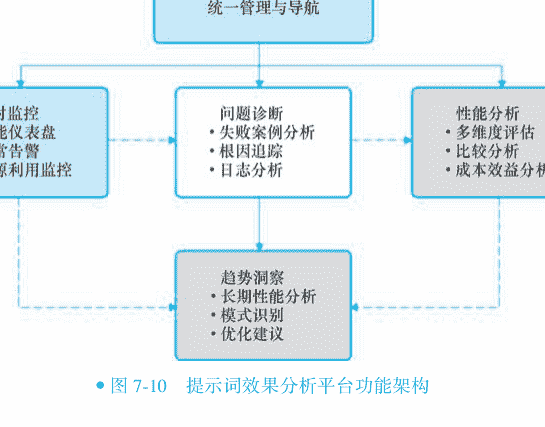 统一管理与导航
时监控
能仪表盘
常告警
源利用监控
问题诊断
•失败案例分析
•根因追踪
•日志分析
性能分析
•多维度评估
•比较分析
•成本效益分析
趋势洞察
•长期性能分析
•模式识别
•优化建议
●图 7-10 提示词效果分析平台功能架构